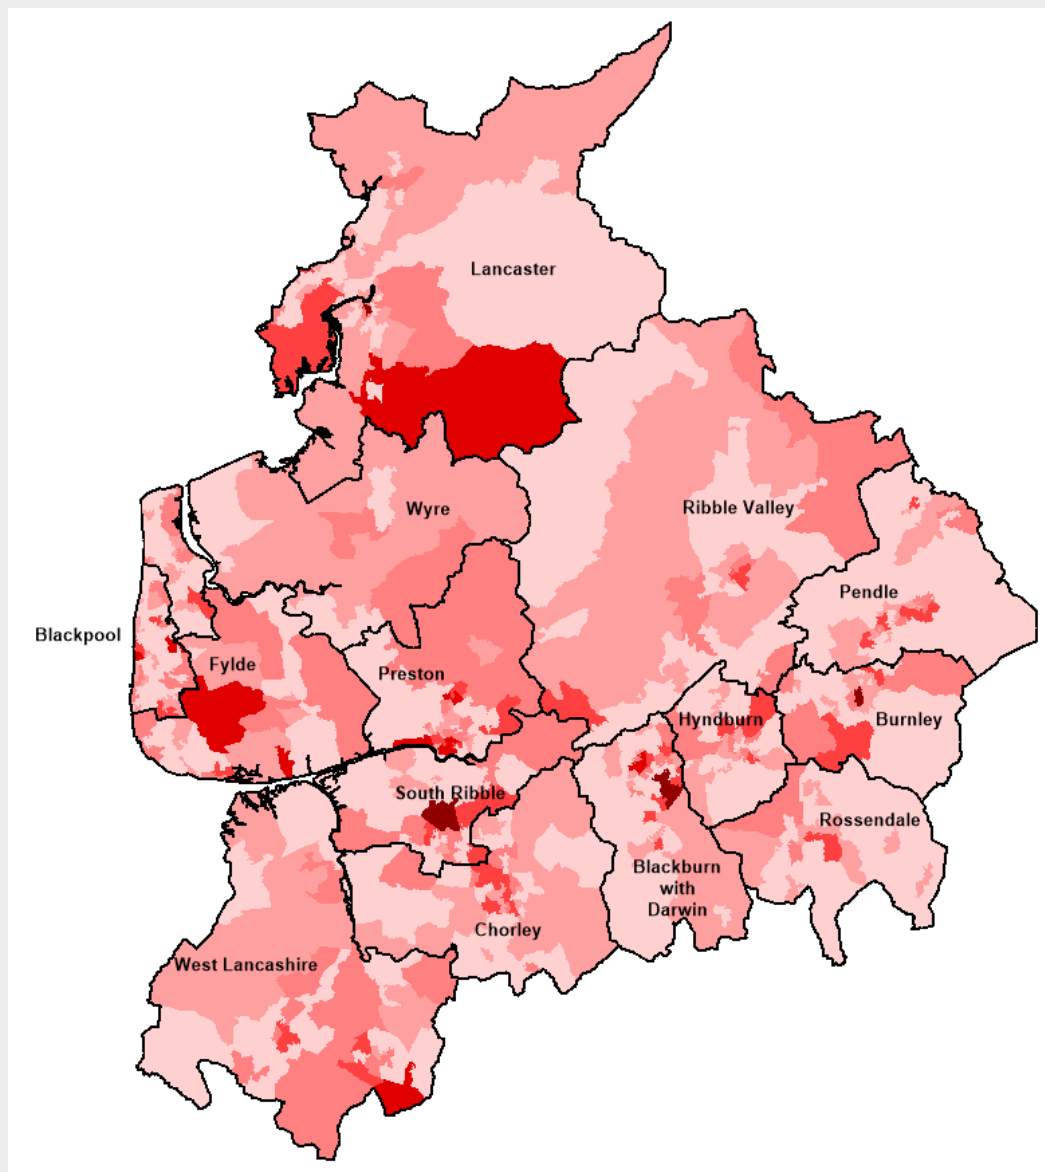 Lancaster
Wyre
Ribble Valley
Pendle
Blackpool
Fylde
Preston
Hyndburn
Burnley
South Ribble
Rossendale
Blackburn
with
Darwin
Chorley
West Lancashire